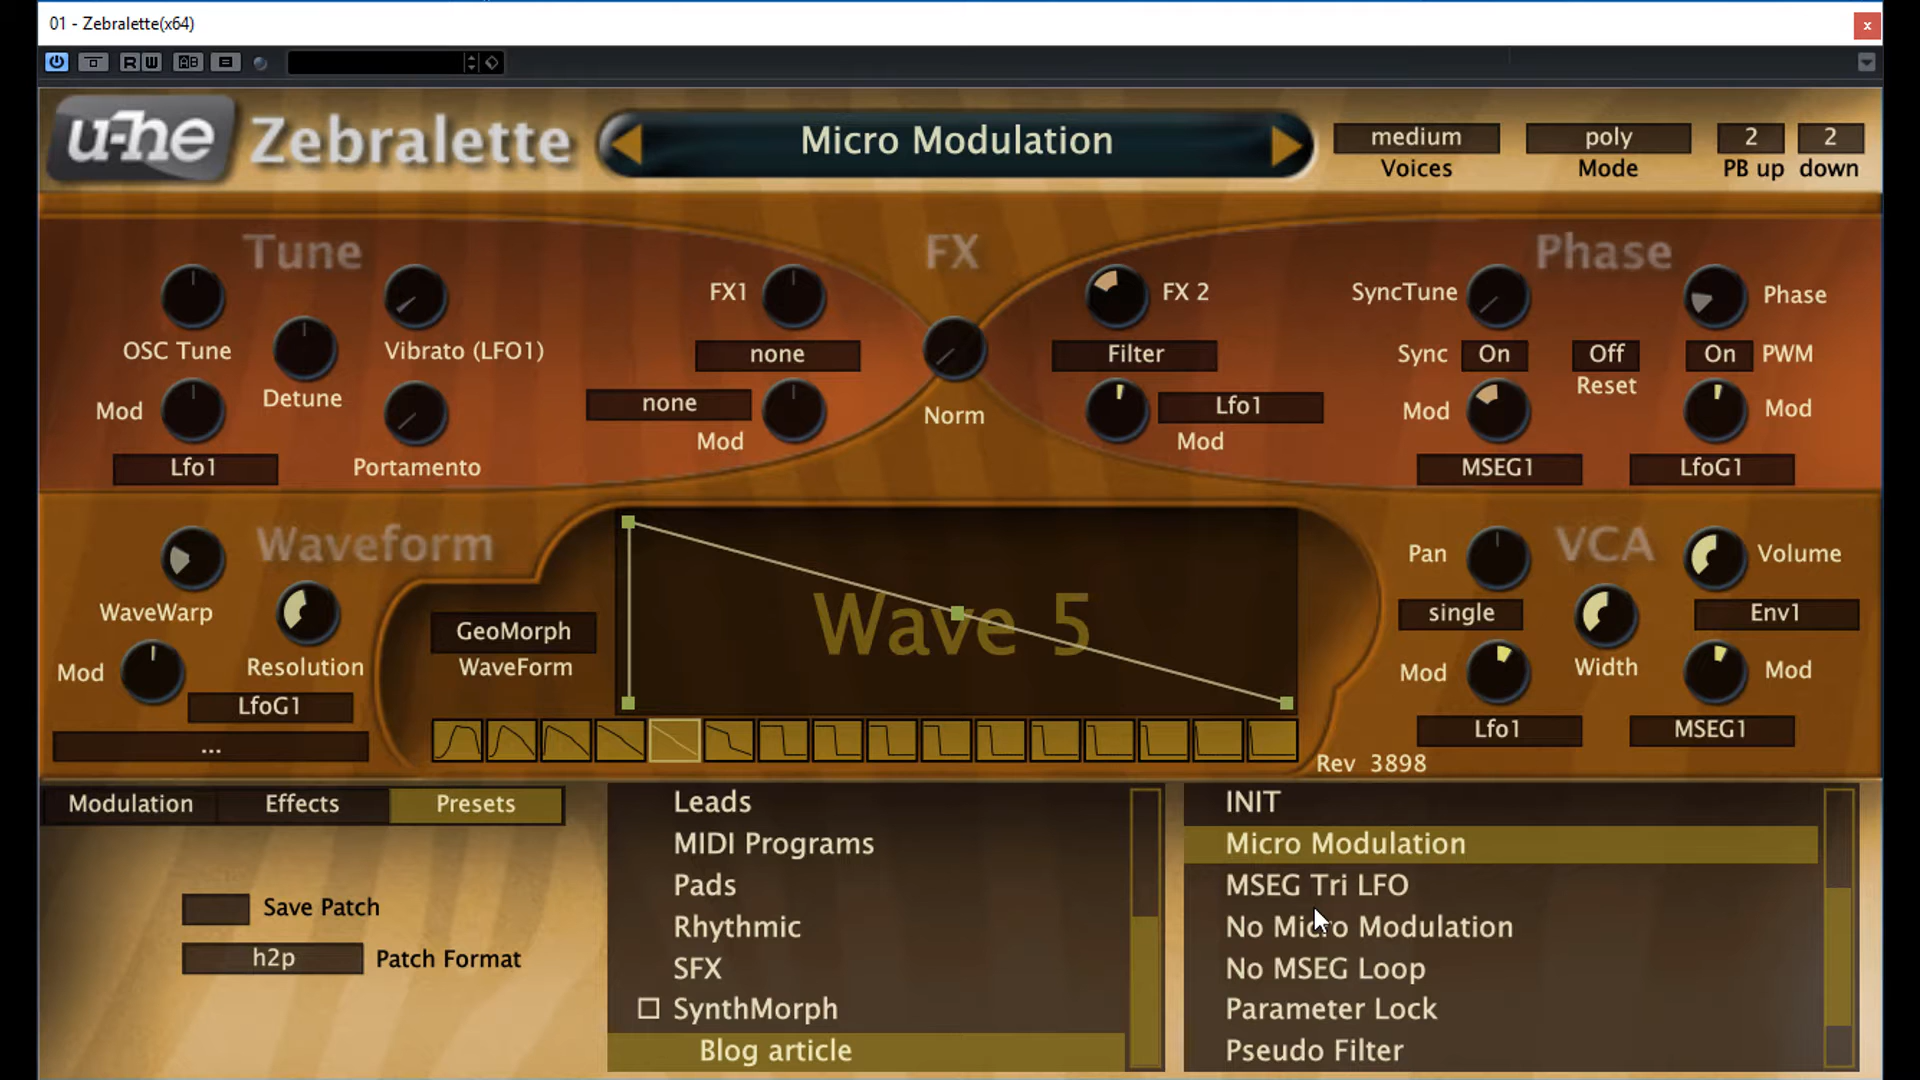 01 - Zebralette(x64)
x
R W AB
u-he Zebralette
Micro Modulation
medium poly 2 2
Voices Mode PB up down
Tune FX Phase
FX1 FX 2 SyncTune Phase
OSC Tune Vibrato (LFO1) none Filter Sync On Off On PWM
Reset
Mod Detune none Norm Lfo1 Mod Mod
Mod Mod
Lfo1 Portamento MSEG1 LfoG1
Waveform Pan VCA Volume
WaveWarp GeoMorph Wave 5 single Env1
Mod Resolution WaveForm Mod Width Mod
LfoG1 Lfo1 MSEG1
...
Rev 3898
Modulation Effects Presets
Save Patch
h2p Patch Format
Leads
MIDI Programs
Pads
Rhythmic
SFX
SynthMorph
Blog article
INIT
Micro Modulation
MSEG Tri LFO
No Micro Modulation
No MSEG Loop
Parameter Lock
Pseudo Filter